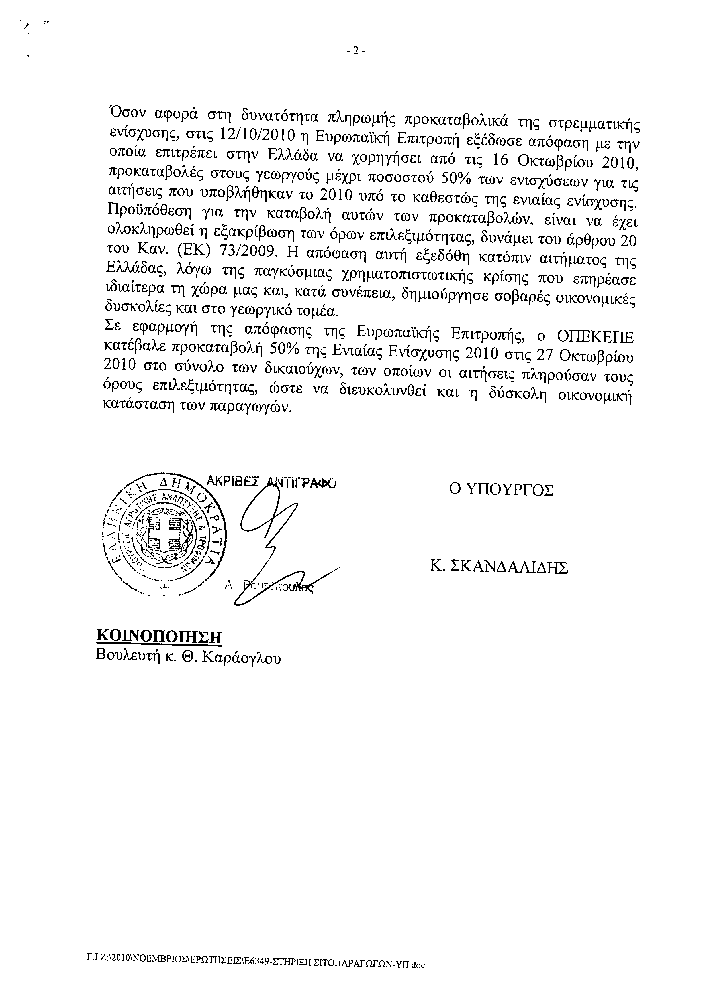 - 2 -
Όσον αφορά στη δυνατότητα πληρωμής προκαταβολικά της στρεμματικής
ενίσχυσης, στις 12/10/2010 η Ευρωπαϊκή Επιτροπή εξέδωσε απόφαση με την
οποία επιτρέπει στην Ελλάδα να χορηγήσει από τις 16 Οκτωβρίου 2010,
προκαταβολές στους γεωργούς μέχρι ποσοστού 50% των ενισχύσεων για τις
αιτήσεις που υποβλήθηκαν το 2010 υπό το καθεστώς της ενιαίας ενίσχυσης.
Προϋπόθεση για την καταβολή αυτών των προκαταβολών, είναι να έχει
ολοκληρωθεί η εξακρίβωση των όρων επιλεξιμότητας, δυνάμει του άρθρου 20
του Καν. (ΕΚ) 73/2009. Η απόφαση αυτή εξεδόθη κατόπιν αιτήματος της
Ελλάδας, λόγω της παγκόσμιας χρηματοπιστωτικής κρίσης που επηρέασε
ιδιαίτερα τη χώρα μας και, κατά συνέπεια, δημιούργησε σοβαρές οικονομικές
δυσκολίες και στο γεωργικό τομέα.
Σε εφαρμογή της απόφασης της Ευρωπαϊκής Επιτροπής, ο ΟΠΕΚΕΠΕ
κατέβαλε προκαταβολή 50% της Ενιαίας Ενίσχυσης 2010 στις 27 Οκτωβρίου
2010 στο σύνολο των δικαιούχων, των οποίων οι αιτήσεις πληρούσαν τους
όρους επιλεξιμότητας, ώστε να διευκολυνθεί και η δύσκολη οικονομική
κατάσταση των παραγωγών.
ΑΚΡΙΒΕΣ ΑΝΤΙΓΡΑΦΟ
Ο ΥΠΟΥΡΓΟΣ
ΕΛΛΗΝΙΚΗ ΔΗΜΟΚΡΑΤΙΑ
ΑΓΡΟΤΙΚΗΣ ΑΝΑΠΤΥΞΗΣ & ΤΡΟΦΙΜΩΝ
Κ. ΣΚΑΝΔΑΛΙΔΗΣ
Α.
ΚΟΙΝΟΠΟΙΗΣΗ
Βουλευτή κ. Θ. Καράογλου
Γ.ΓΖ:\2010\ΝΟΕΜΒΡΙΟΣ\ΕΡΩΤΗΣΕΙΣ\Ε6349-ΣΤΗΡΙΞΗ ΣΙΤΟΠΑΡΑΓΩΓΩΝ-ΥΠ.doc